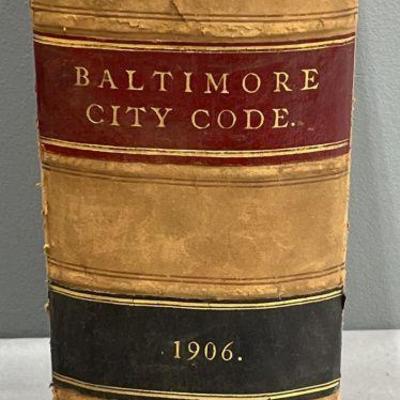 BALTIMORE
CITY CODE.
1906.